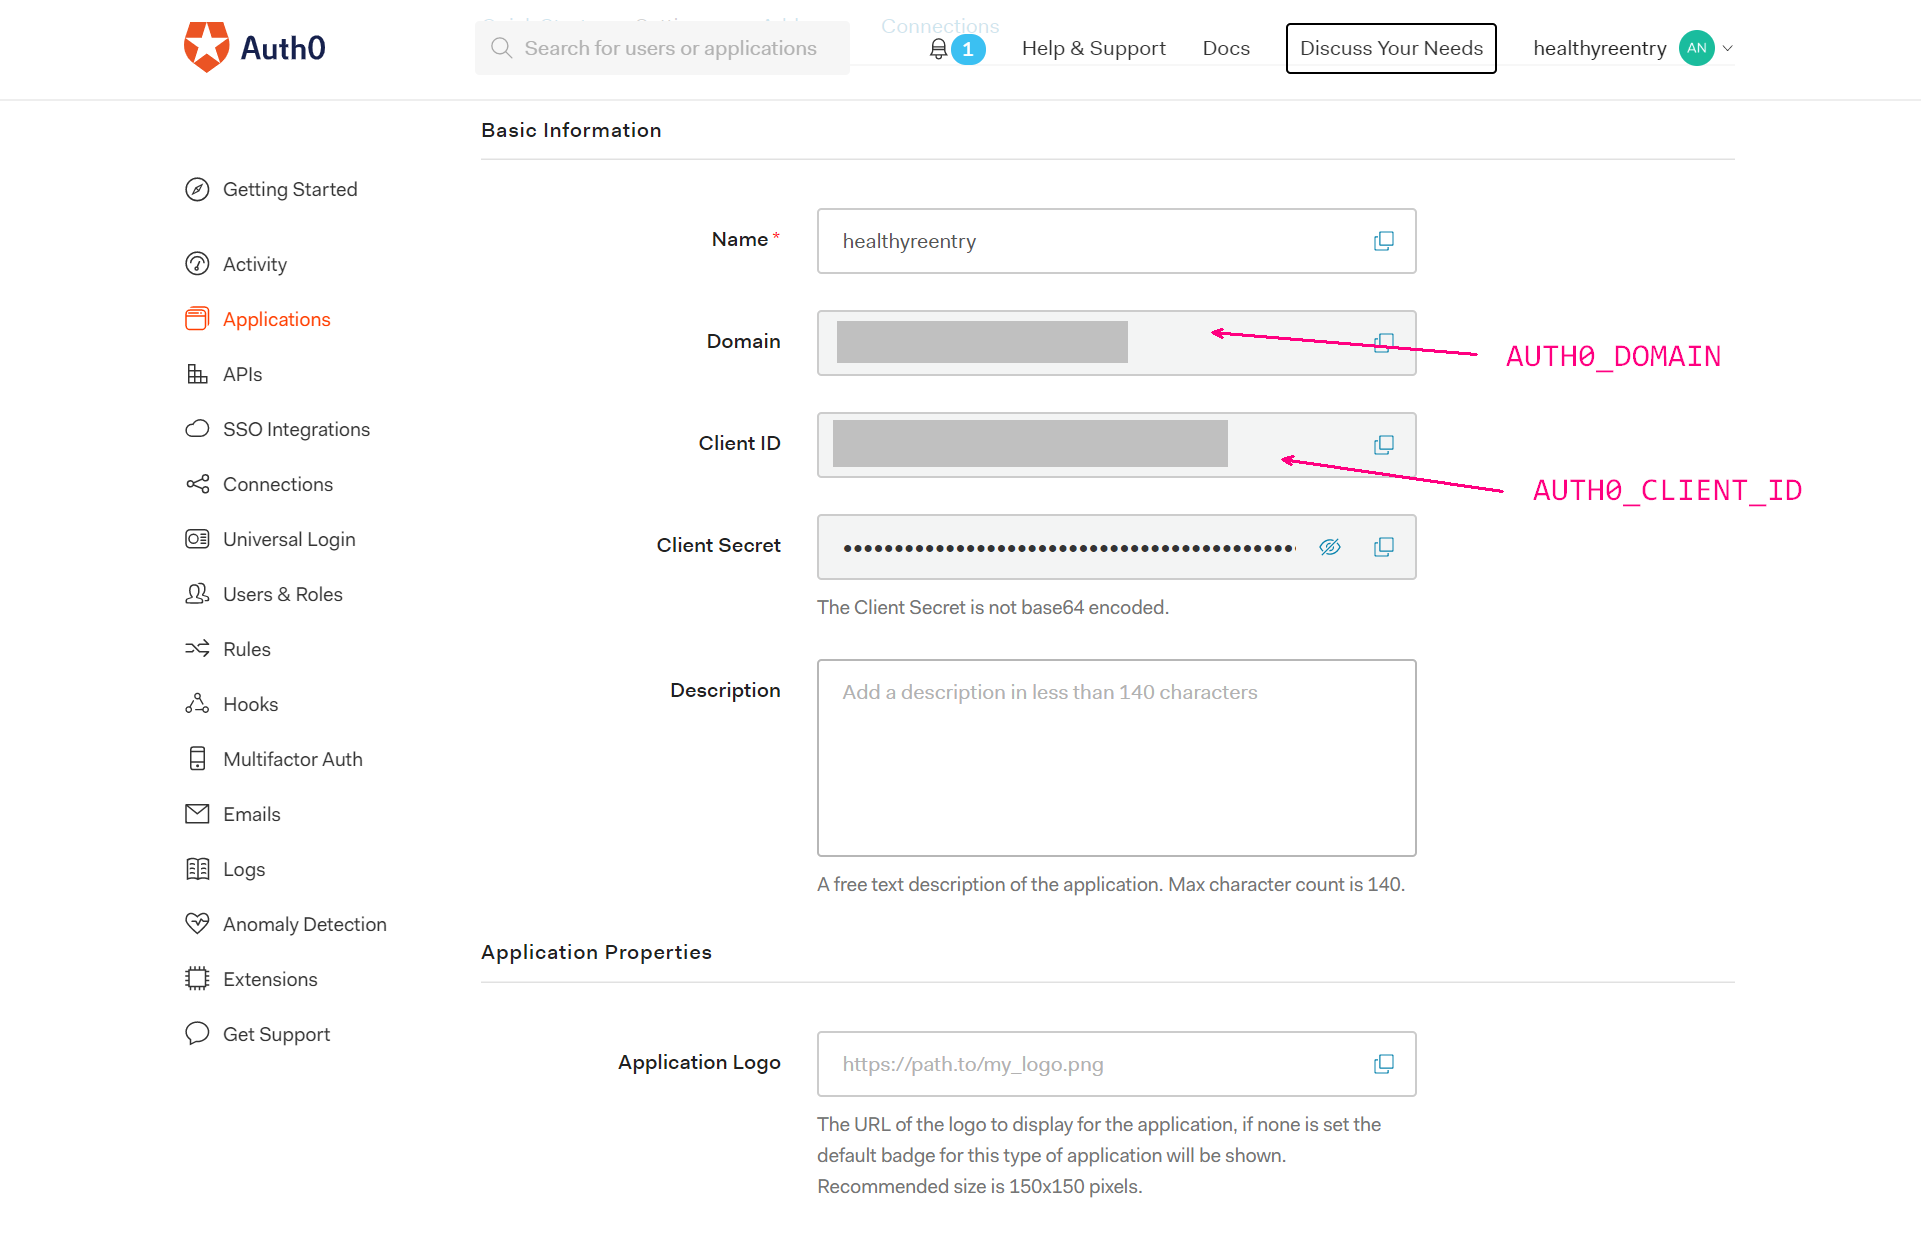 Auth0
Search for users or applications
Connections
1
Help & Support
Docs
Discuss Your Needs
healthyreentry
AN
Basic Information
Getting Started
Activity
Applications
APIs
SSO Integrations
Connections
Universal Login
Users & Roles
Rules
Hooks
Multifactor Auth
Emails
Logs
Anomaly Detection
Extensions
Get Support
Name *
healthyreentry
Domain
AUTH0_DOMAIN
Client ID
AUTH0_CLIENT_ID
Client Secret
The Client Secret is not base64 encoded.
Description
Add a description in less than 140 characters
A free text description of the application. Max character count is 140.
Application Properties
Application Logo
https://path.to/my_logo.png
The URL of the logo to display for the application, if none is set the
default badge for this type of application will be shown.
Recommended size is 150x150 pixels.